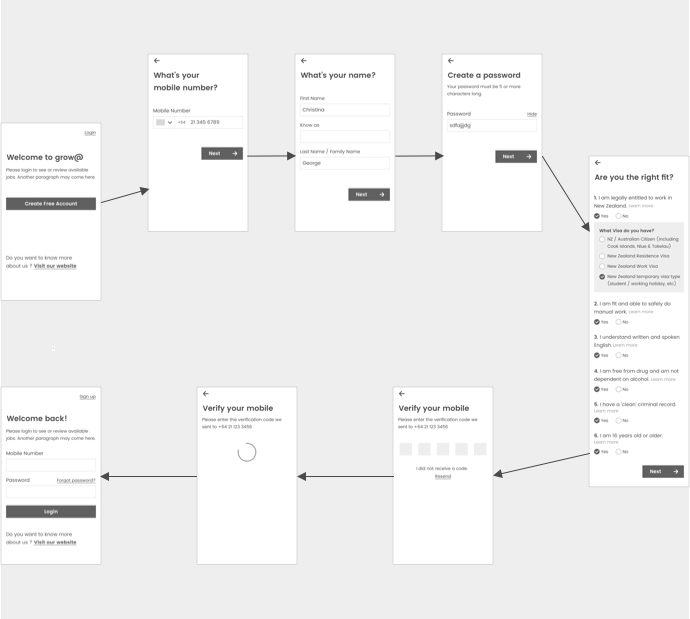 Login
Welcome to grow@
Please login to see or review available
jobs. Another paragraph may come here.
Create Free Account
Do you want to know more
about us ? Visit our website
What's your
mobile number?
Mobile Number
+64 21 345 6789
Next
What's your name?
First Name
Christina
Know as
Last Name / Family Name
George
Next
Create a password
Your password must be 5 or more
characters long.
Password Hide
sdfajjjdg
Next
Are you the right fit?
1. I am legally entitled to work in
New Zealand. Learn more
Yes No
What Visa do you have?
NZ / Australian Citizen (including
Cook Islands, Niue & Tokelau)
New Zealand Residence Visa
New Zealand Work Visa
New Zealand temporary visa type
(student / working holiday, etc)
2. I am fit and able to safely do
manual work. Learn more
Yes No
3. I understand written and spoken
English. Learn more
Yes No
4. I am free from drug and am not
dependent on alcohol. Learn more
Yes No
5. I have a 'clean' criminal record.
Learn more
Yes No
6. I am 16 years old or older.
Learn more
Yes No
Next
Verify your mobile
Please enter the verification code we
sent to +64 21 123 3456
I did not receive a code.
Resend
Verify your mobile
Please enter the verification code we
sent to +64 21 123 3456
Sign up
Welcome back!
Please login to see or review available
jobs. Another paragraph may come here.
Mobile Number
Password Forgot password?
Login
Do you want to know more
about us ? Visit our website